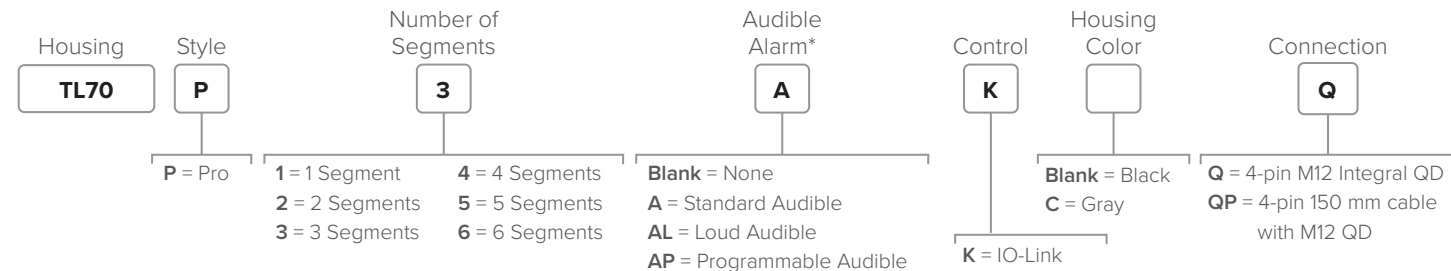 Housing
Style
Number of
Segments
Audible
Alarm*
Control
Housing
Color
Connection
TL70
P
3
A
K
Q
P = Pro
1 = 1 Segment
2 = 2 Segments
3 = 3 Segments
4 = 4 Segments
5 = 5 Segments
6 = 6 Segments
Blank = None
A = Standard Audible
AL = Loud Audible
AP = Programmable Audible
K = IO-Link
Blank = Black
C = Gray
Q = 4-pin M12 Integral QD
QP = 4-pin 150 mm cable
with M12 QD